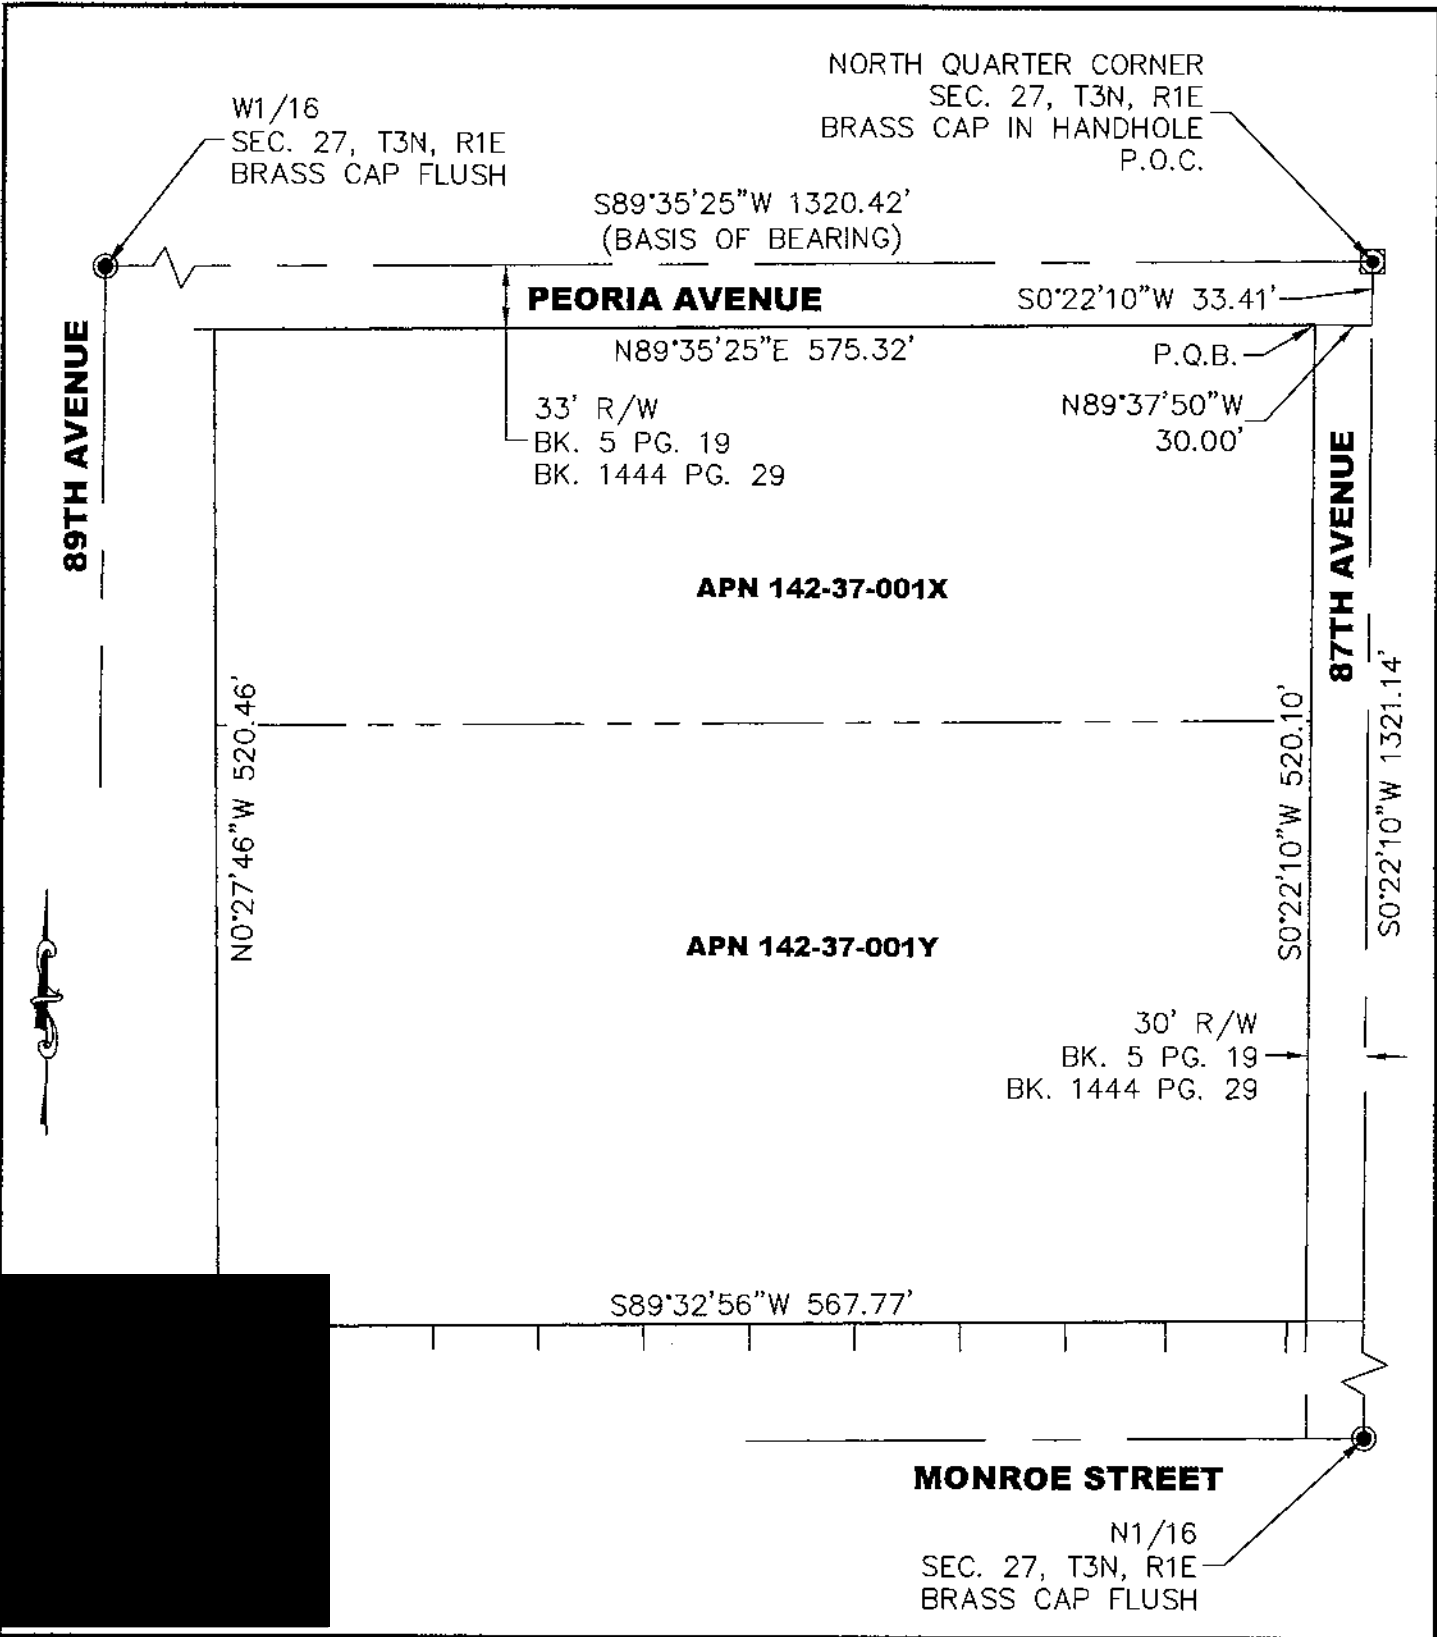 NORTH QUARTER CORNER
SEC. 27, T3N, R1E
BRASS CAP IN HANDHOLE
P.O.C.
W1/16
SEC. 27, T3N, R1E
BRASS CAP FLUSH
S89°35'25"W 1320.42'
(BASIS OF BEARING)
PEORIA AVENUE
S0°22'10"W 33.41'
N89°35'25"E 575.32'
P.O.B.
N89°37'50"W
30.00'
33' R/W
BK. 5 PG. 19
BK. 1444 PG. 29
89TH AVENUE
87TH AVENUE
APN 142-37-001X
N0°27'46"W 520.46'
S0°22'10"W 520.10'
S0°22'10"W 1321.14'
APN 142-37-001Y
30' R/W
BK. 5 PG. 19
BK. 1444 PG. 29
S89°32'56"W 567.77'
MONROE STREET
N1/16
SEC. 27, T3N, R1E
BRASS CAP FLUSH